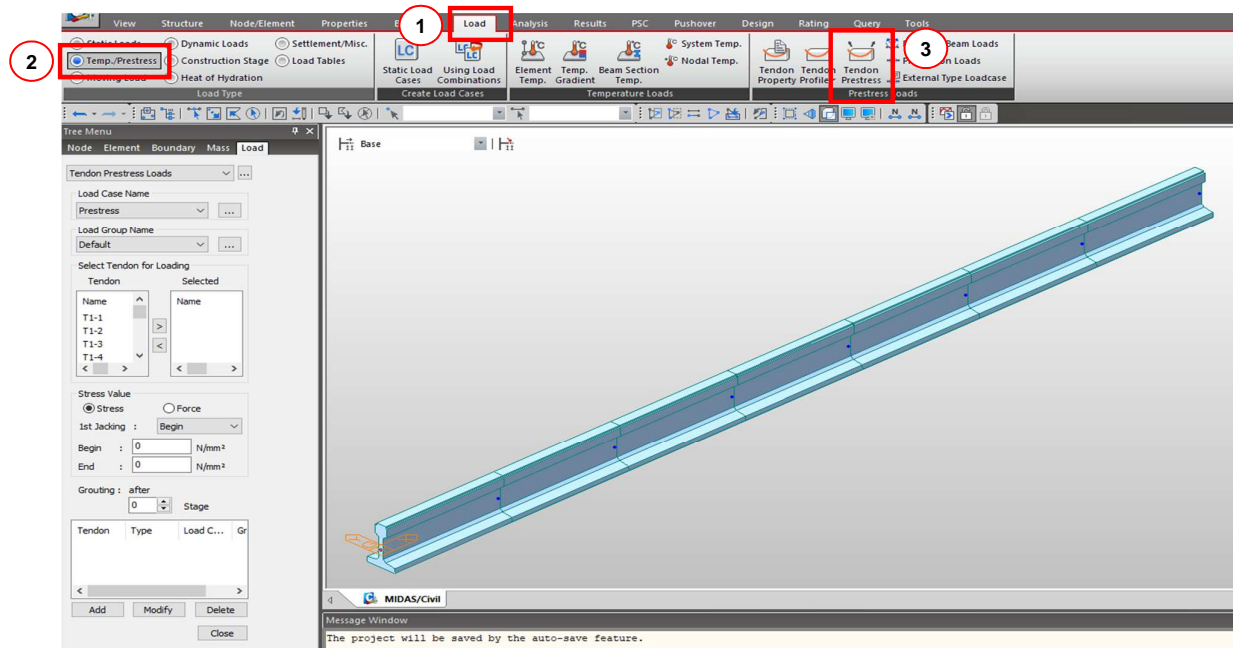 View Structure Node/Element Properties 1 Load Analysis Results PSC Pushover Design Rating Query Tools
2
Static Loads Dynamic Loads Settlement/Misc.
Temp./Prestress Construction Stage Load Tables
Moving Load Heat of Hydration
Load Type
LC
Static Load Cases
Using Load Combinations
Create Load Cases
Element Temp.
Temp. Gradient
Beam Section Temp.
System Temp.
Nodal Temp.
Temperature Loads
Tendon Property
Tendon Profile
Tendon Prestress
3
Beam Loads
Loads
External Type Loadcase
Prestress Loads
Tree Menu
Node Element Boundary Mass Load
Base
Tendon Prestress Loads ...
Load Case Name
Prestress ...
Load Group Name
Default ...
Select Tendon for Loading
Tendon Selected
Name Name
T1-1
T1-2
>
T1-3
<
T1-4
< > < >
Stress Value
Stress Force
1st Jacking : Begin
Begin : 0 N/mm²
End : 0 N/mm²
Grouting : after
0 Stage
Tendon Type Load C... Gr
< >
Add Modify Delete
Close
MIDAS/Civil
Message Window
The project will be saved by the auto-save feature.